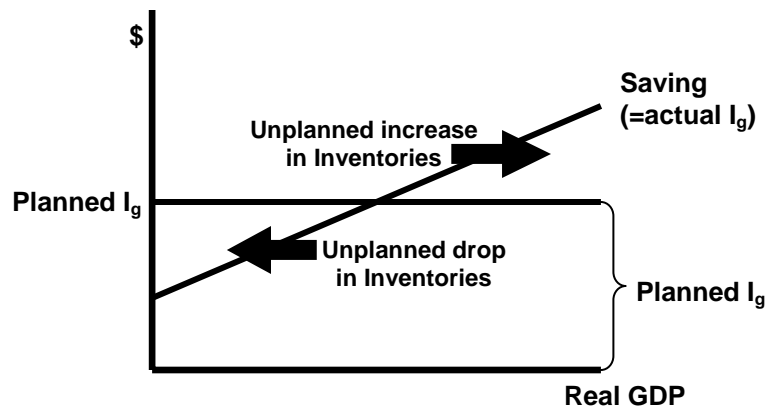 $
Saving
(=actual Ig)
Unplanned increase
in Inventories
Planned Ig
Unplanned drop
in Inventories
Planned Ig
Real GDP